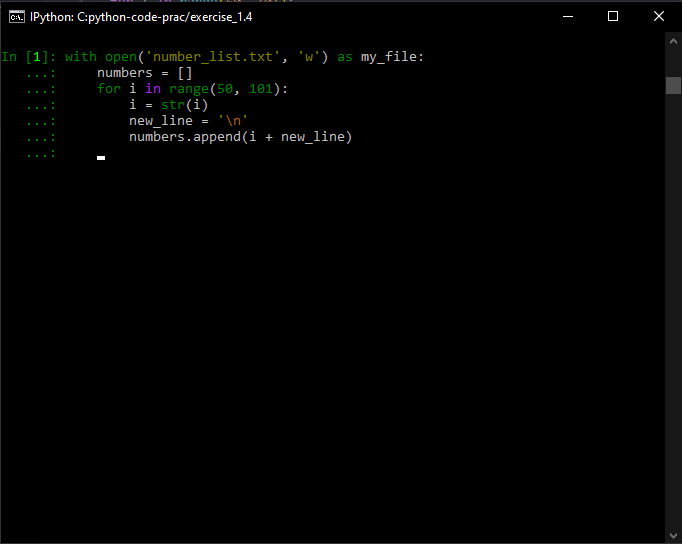 IPython: C:python-code-prac/exercise_1.4
In [1]: with open('number_list.txt', 'w') as my_file:
   ...:     numbers = []
   ...:     for i in range(50, 101):
   ...:         i = str(i)
   ...:         new_line = '\n'
   ...:         numbers.append(i + new_line)
   ...: